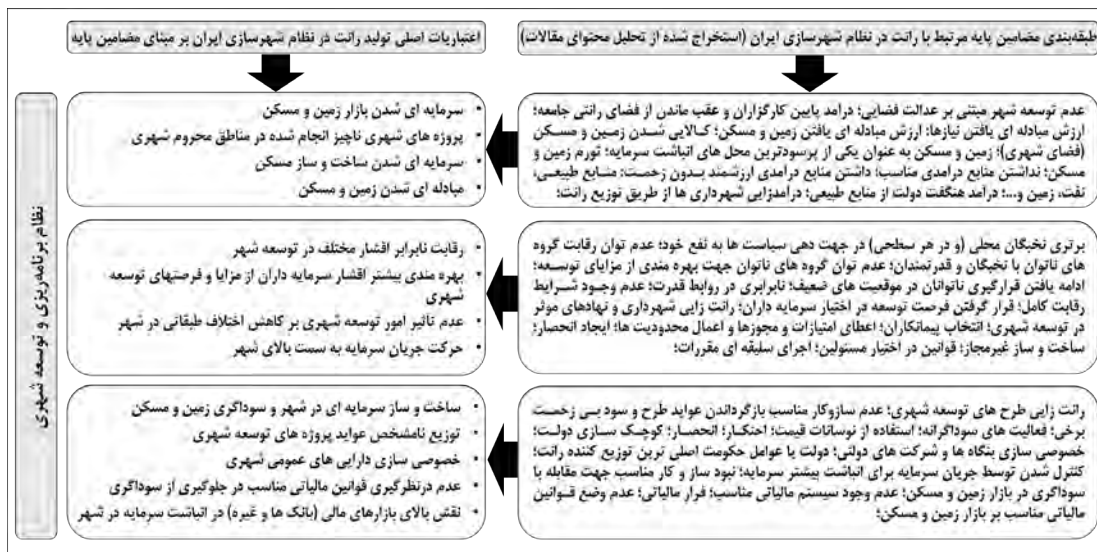 طبقه‌بندی مضامین پایه مرتبط با رانت در نظام شهرسازی ایران (استخراج شده از تحلیل محتوای مقالات)
عدم توسعه شهر مبتنی بر عدالت فضایی؛ درامد پایین کارگزاران و عقب ماندن از فضای رانتی جامعه؛
ارزش مبادله ای یافتن نیازها؛ ارزش مبادله ای یافتن زمین و مسکن؛ کالایی شدن زمین و مسکن
(فضای شهری)؛ زمین و مسکن به عنوان یکی از پرسودترین محل های انباشت سرمایه؛ تورم زمین و
مسکن؛ نداشتن منابع درامدی مناسب؛ داشتن منابع درامدی ارزشمند بدون زحمت: منابع طبیعی،
نفت، زمین و...؛ درآمد هنگفت دولت از منابع طبیعی؛ درآمدزایی شهرداری ها از طریق توزیع رانت؛
برتری نخبگان محلی (و در هر سطحی) در جهت دهی سیاست ها به نفع خود؛ عدم توان رقابت گروه
های ناتوان با نخبگان و قدرتمندان؛ عدم توان گروه های ناتوان جهت بهره مندی از مزایای توسعه؛
ادامه یافتن قرارگیری ناتوانان در موقعیت های ضعیف؛ نابرابری در روابط قدرت؛ عدم وجود شرایط
رقابت کامل؛ قرار گرفتن فرصت توسعه در اختیار سرمایه داران؛ رانت زایی شهرداری و نهادهای موثر
در توسعه شهری؛ انتخاب پیمانکاران؛ اعطای امتیازات و مجوزها و اعمال محدودیت ها؛ ایجاد انحصار؛
ساخت و ساز غیرمجاز؛ قوانین در اختیار مسئولین؛ اجرای سلیقه ای مقررات؛
رانت زایی طرح های توسعه شهری؛ عدم سازوکار مناسب بازگرداندن عواید طرح و سود بی زحمت
برخی؛ فعالیت های سوداگرانه؛ استفاده از نوسانات قیمت؛ احتکار؛ انحصار؛ کوچک سازی دولت؛
خصوصی سازی بنگاه ها و شرکت های دولتی؛ دولت یا عوامل حکومت اصلی ترین توزیع کننده رانت؛
کنترل شدن توسط جریان سرمایه برای انباشت بیشتر سرمایه؛ نبود ساز و کار مناسب جهت مقابله با
سوداگری در بازار زمین و مسکن؛ عدم وجود سیستم مالیاتی مناسب؛ فرار مالیاتی؛ عدم وضع قوانین
مالیاتی مناسب بر بازار زمین و مسکن؛
اعتباریات اصلی تولید رانت در نظام شهرسازی ایران بر مبنای مضامین پایه
• سرمایه ای شدن بازار زمین و مسکن
• پروژه های شهری ناچیز انجام شده در مناطق محروم شهری
• سرمایه ای شدن ساخت و ساز مسکن
• مبادله ای شدن زمین و مسکن
• رقابت نابرابر اقشار مختلف در توسعه شهر
• بهره مندی بیشتر اقشار سرمایه داران از مزایا و فرصتهای توسعه
شهری
• عدم تاثیر امور توسعه شهری بر کاهش اختلاف طبقاتی در شهر
• حرکت جریان سرمایه به سمت بالای شهر
• ساخت و ساز سرمایه ای در شهر و سوداگری زمین و مسکن
• توزیع نامشخص عواید پروژه های توسعه شهری
• خصوصی سازی دارایی های عمومی شهری
• عدم درنظرگیری قوانین مالیاتی مناسب در جلوگیری از سوداگری
• نقش بالای بازارهای مالی (بانک ها و غیره) در انباشت سرمایه در شهر
نظام برنامه‌ریزی و توسعه شهری